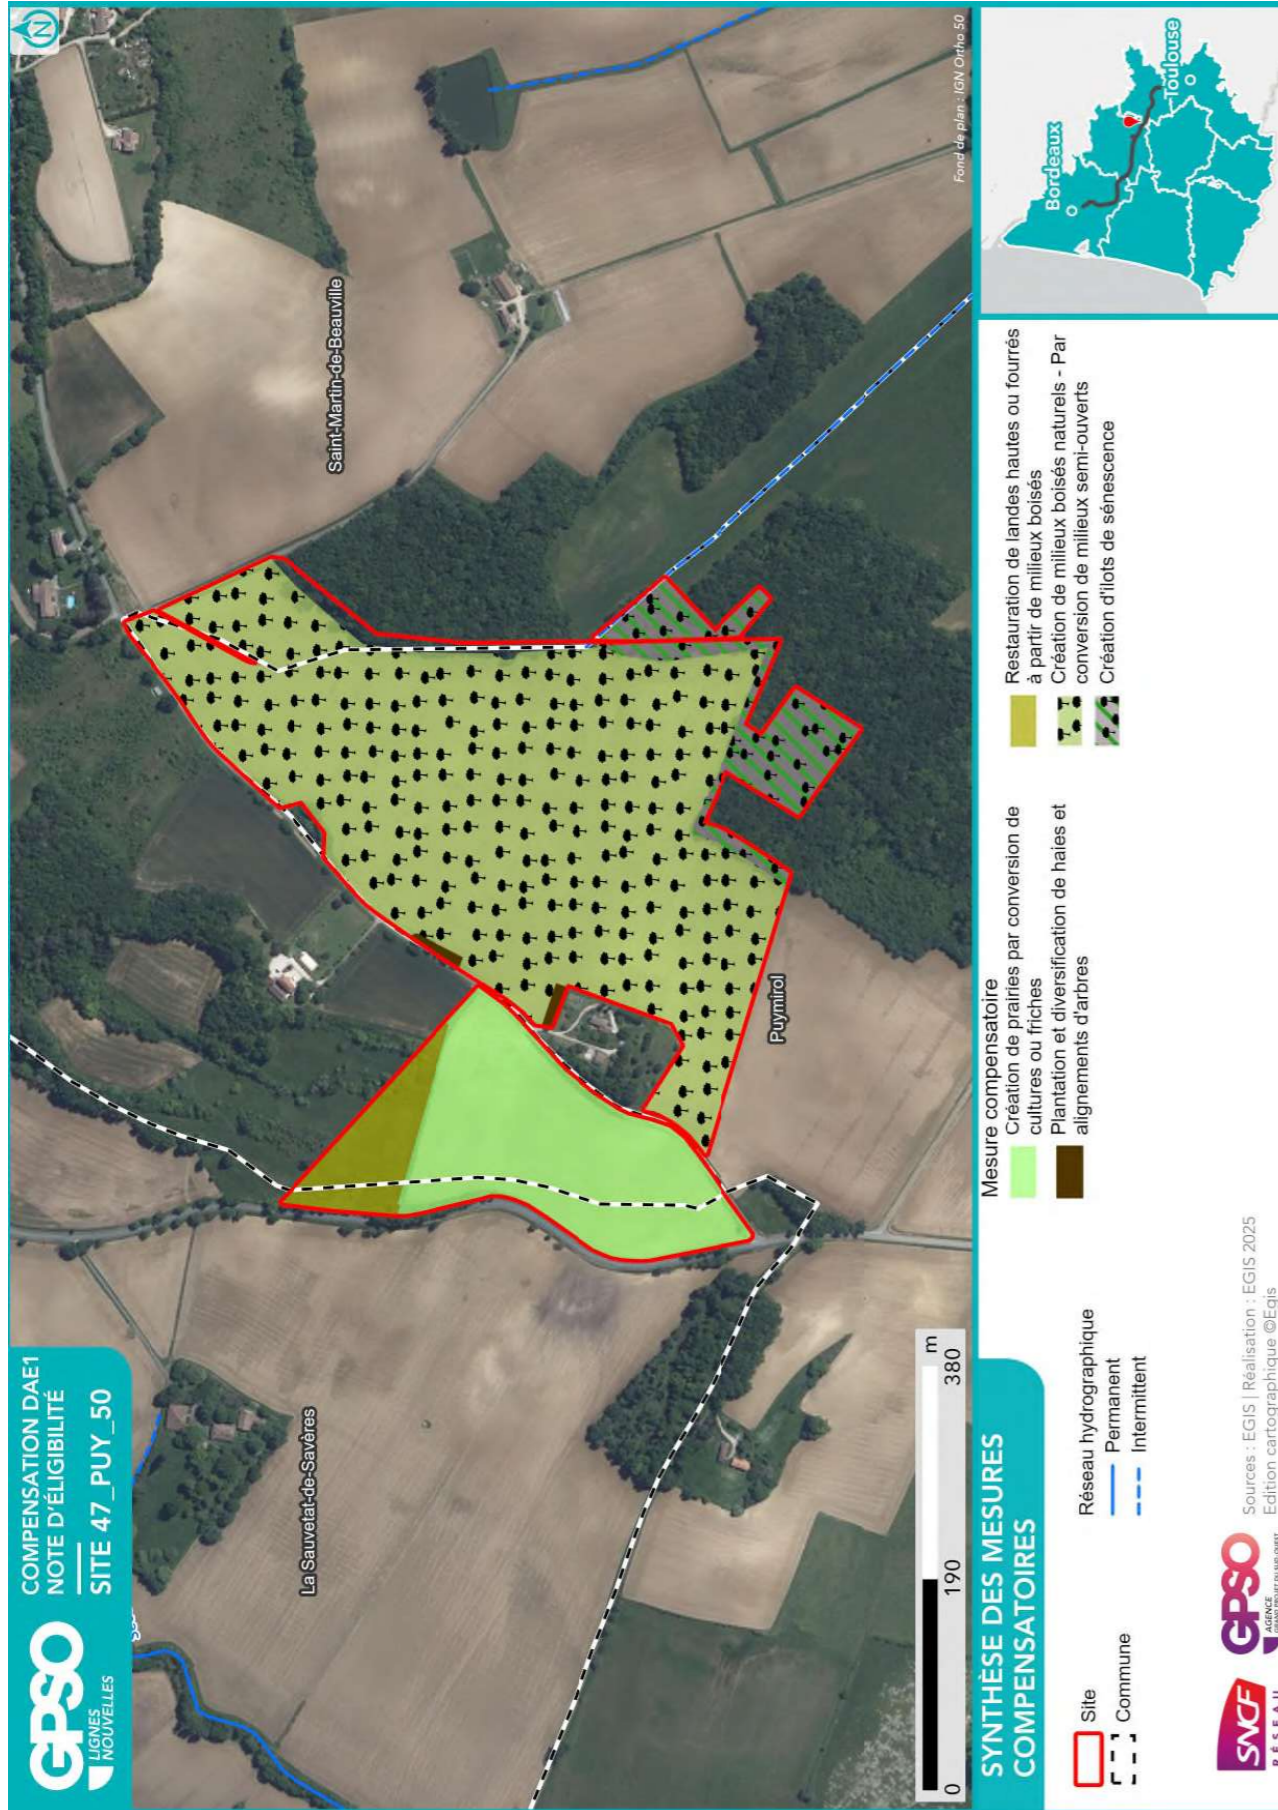 GPSO
LIGNES
NOUVELLES
COMPENSATION DAE1
NOTE D'ÉLIGIBILITÉ
SITE 47_PUY_50
N
La Sauvetat-de-Savères
Saint-Martin-de-Beauville
Puymirol
0 190 380 m
Fond de plan : IGN Ortho 50
SYNTHÈSE DES MESURES
COMPENSATOIRES
Site
Commune
Réseau hydrographique
Permanent
Intermittent
Mesure compensatoire
Création de prairies par conversion de
cultures ou friches
Plantation et diversification de haies et
alignements d'arbres
Restauration de landes hautes ou fourrés
à partir de milieux boisés
Création de milieux boisés naturels - Par
conversion de milieux semi-ouverts
Création d'ilots de sénescence
Bordeaux
Toulouse
SNCF
RÉSEAU
GPSO
AGENCE
GRAND PROJET DU SUD-OUEST
Sources : EGIS | Réalisation : EGIS 2025
Edition cartographique ©Egis